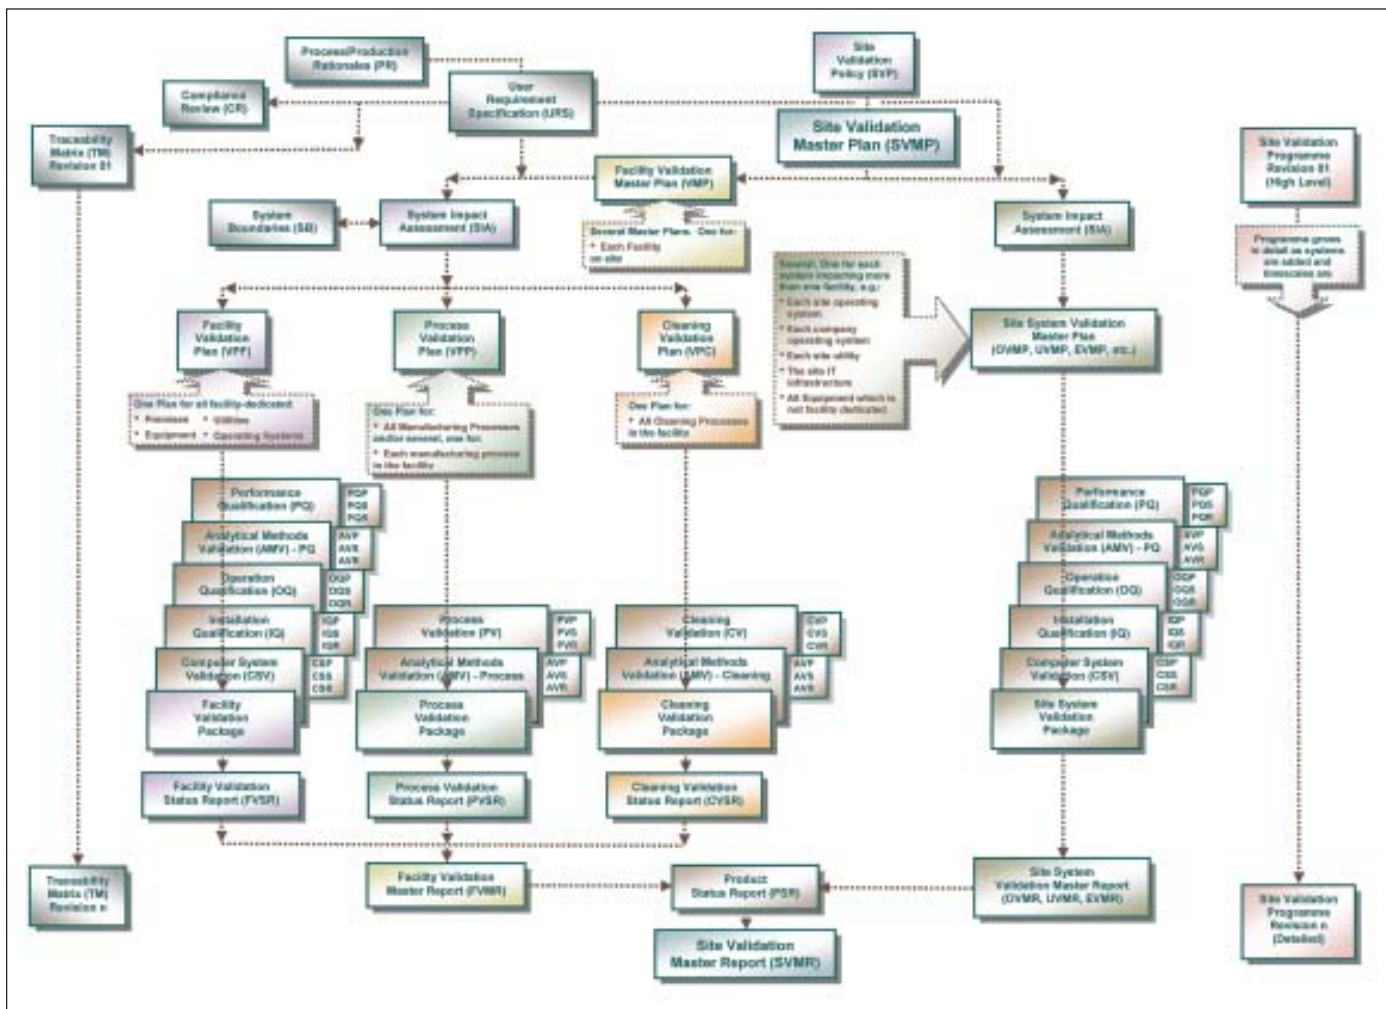 Process/Production
Rationales (PR)
Site
Validation
Policy (SVP)
Compliance
Review (CR)
User
Requirement
Specification (URS)
Traceability
Matrix (TM)
Revision 01
Site Validation
Master Plan (SVMP)
Site Validation
Programme
Revision 01
(High Level)
Facility Validation
Master Plan (VMP)
System
Boundaries (SB)
System Impact
Assessment (SIA)
Several Master Plans. One for:
* Each Facility
on site
System Impact
Assessment (SIA)
Programme grows
in detail as systems
are added and
timescales are
Several, One for each
system impacting more
than one facility, e.g.:
* Each site operating
system
* Each company
operating system
* Each site utility
* The site IT
infrastructure
* All Equipment which is
not facility dedicated
Facility
Validation
Plan (VPF)
Process
Validation
Plan (VPP)
Cleaning
Validation
Plan (VPC)
Site System Validation
Master Plan
(OVMP, UVMP, EVMP, etc.)
One Plan for all facility-dedicated:
* Premises * Utilities
* Equipment * Operating Systems
One Plan for:
* All Manufacturing Processes
and/or several, one for:
* Each manufacturing process
in the facility
One Plan for:
* All Cleaning Processes
in the facility
Performance
Qualification (PQ)
PQP
PQS
PQR
Analytical Methods
Validation (AMV) - PQ
AVP
AVS
AVR
Operation
Qualification (OQ)
OQP
OQS
OQR
Installation
Qualification (IQ)
IQP
IQS
IQR
Computer System
Validation (CSV)
CSP
CSS
CSR
Facility
Validation
Package
Process
Validation (PV)
PVP
PVS
PVR
Analytical Methods
Validation (AMV) - Process
AVP
AVS
AVR
Process
Validation
Package
Cleaning
Validation (CV)
CVP
CVS
CVR
Analytical Methods
Validation (AMV) - Cleaning
AVP
AVS
AVR
Cleaning
Validation
Package
Performance
Qualification (PQ)
PQP
PQS
PQR
Analytical Methods
Validation (AMV) - PQ
AVP
AVS
AVR
Operation
Qualification (OQ)
OQP
OQS
OQR
Installation
Qualification (IQ)
IQP
IQS
IQR
Computer System
Validation (CSV)
CSP
CSS
CSR
Site System
Validation
Package
Facility Validation
Status Report (FVSR)
Process Validation
Status Report (PVSR)
Cleaning Validation
Status Report (CVSR)
Traceability
Matrix (TM)
Revision n
Facility Validation
Master Report (FVMR)
Product
Status Report (PSR)
Site System
Validation Master Report
(OVMR, UVMR, EVMR)
Site Validation
Programme
Revision n
(Detailed)
Site Validation
Master Report (SVMR)